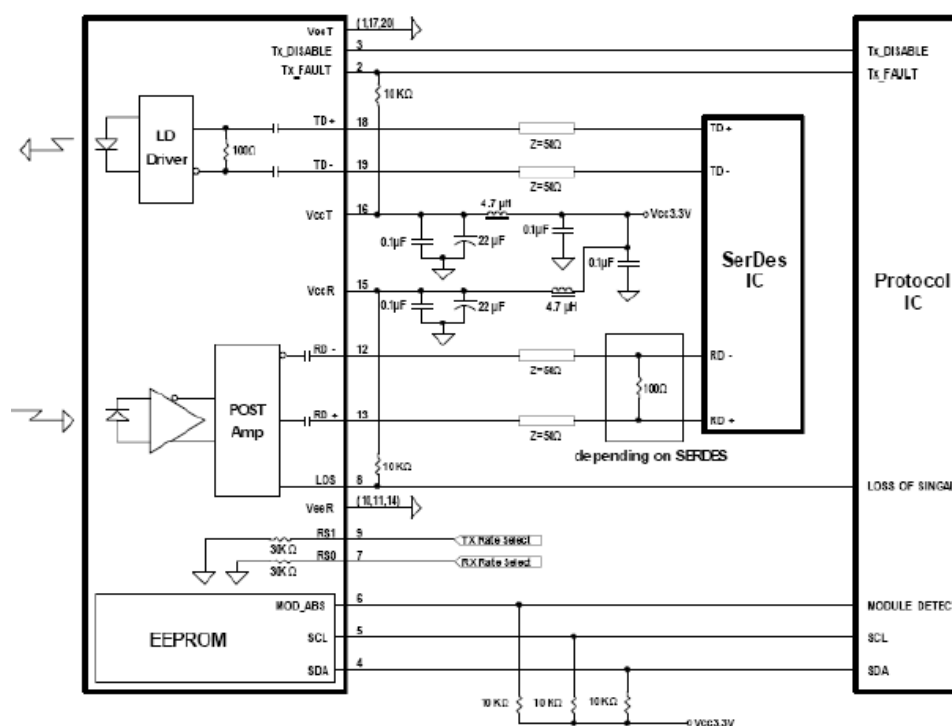 VeeT (1,17,20)
Tx_DISABLE 3 Tx_DISABLE
Tx_FAULT 2 Tx_FAULT
10 KΩ
LD Driver
100Ω
TD+ 18 Z=50Ω TD+
TD - 19 Z=50Ω TD -
VccT 16
4.7 µH
Vcc3.3V
0.1µF
22 µF
0.1µF
0.1µF
SerDes IC
Protocol IC
VccR 15
0.1µF
22 µF
4.7 µH
RD - 12 Z=50Ω RD -
100Ω
POST Amp
RD + 13 Z=50Ω RD +
depending on SERDES
10 KΩ
LOS 8 LOSS OF SINGAL
VeeR (10,11,14)
RS1 9 TX Rate Select
30K Ω
RS0 7 RX Rate Select
30K Ω
EEPROM
MOD_ABS 6 MODULE DETEC
SCL 5 SCL
SDA 4 SDA
10 KΩ 10 KΩ 10KΩ
Vcc3.3V